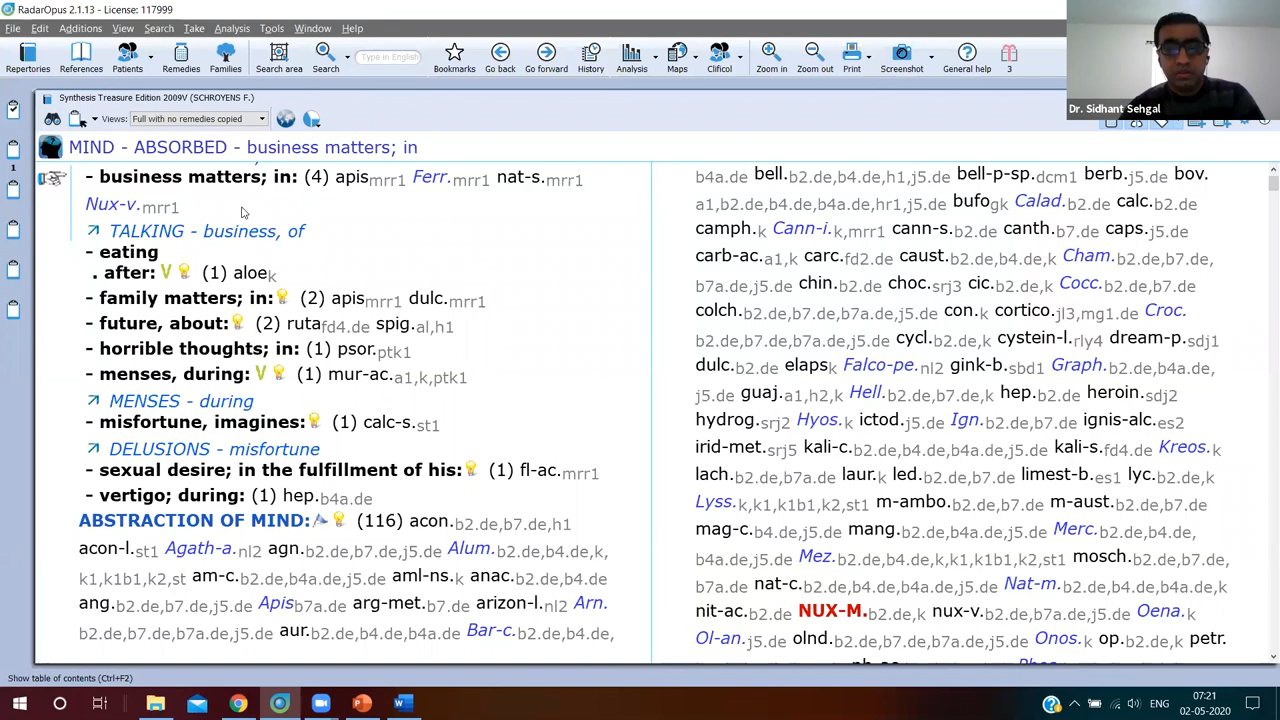 RadarOpus 2.1.13 - License: 117999
File Edit Additions View Search Take Analysis Tools Window Help
Repertories References Patients Remedies Families Search area Search Type in English Bookmarks Go back Go forward History Analysis Maps Clificol Zoom in Zoom out Print Screenshot General help 3
Dr. Sidhant Sehgal
Synthesis Treasure Edition 2009V (SCHROYENS F.)
Views: Full with no remedies copied
MIND - ABSORBED - business matters; in
1
- business matters; in: (4) apis mrr1 Ferr. mrr1 nat-s. mrr1
Nux-v. mrr1
TALKING - business, of
- eating
. after: V (1) aloe k
- family matters; in: (2) apis mrr1 dulc. mrr1
- future, about: (2) ruta fd4.de spig. al,h1
- horrible thoughts; in: (1) psor. ptk1
- menses, during: V (1) mur-ac. a1,k,ptk1
MENSES - during
- misfortune, imagines: (1) calc-s. st1
DELUSIONS - misfortune
- sexual desire; in the fulfillment of his: (1) fl-ac. mrr1
- vertigo; during: (1) hep. b4a.de
ABSTRACTION OF MIND: (116) acon. b2.de,b7.de,h1
acon-l. st1 Agath-a. nl2 agn. b2.de,b7.de,j5.de Alum. b2.de,b4.de,k,
k1,k1b1,k2,st am-c. b2.de,b4a.de,j5.de aml-ns. k anac. b2.de,b4a.de
ang. b2.de,b7.de,j5.de Apis b7a.de arg-met. b7.de arizon-l. nl2 Arn.
b2.de,b7.de,b7a.de,j5.de aur. b2.de,b4.de,b4a.de Bar-c. b2.de,b4.de,
b4a.de bell. b2.de,b4.de,h1,j5.de bell-p-sp. dcm1 berb. j5.de bov.
a1,b2.de,b4.de,b4a.de,hr1,j5.de bufo gk Calad. b2.de calc. b2.de
camph. k Cann-i. k,mrr1 cann-s. b2.de canth. b7.de caps. j5.de
carb-ac. a1,k carc. fd2.de caust. b2.de,b4.de,k Cham. b2.de,b7.de,
b7a.de,j5.de chin. b2.de choc. srj3 cic. b2.de,k Cocc. b2.de,b7.de
colch. b2.de,b7.de,b7a.de,j5.de con. k cortico. jl3,mg1.de Croc.
b2.de,b7.de,b7a.de,j5.de cycl. b2.de cystein-l. rly4 dream-p. sdj1
dulc. b2.de elaps k Falco-pe. nl2 gink-b. sbd1 Graph. b2.de,b4a.de,
j5.de guaj. a1,h2,k Hell. b2.de,b7.de,k hep. b2.de heroin. sdj2
hydrog. srj2 Hyos. k ictod. j5.de Ign. b2.de,b7.de ignis-alc. es2
irid-met. srj5 kali-c. b2.de,b4.de,b4a.de,j5.de kali-s. fd4.de Kreos. k
lach. b2.de,b7a.de laur. k led. b2.de limest-b. es1 lyc. b2.de,k
Lyss. k,k1,k1b1,k2,st1 m-ambo. b2.de,b7.de m-aust. b2.de,b7.de
mag-c. b4.de,j5.de mang. b2.de,b4.de,b4a.de,j5.de Merc. b2.de,b4.de,
b4a.de,j5.de Mez. b2.de,b4.de,b4a.de,k,k1,k1b1,k2,st1 mosch. b2.de,b7.de,
b7a.de nat-c. b2.de,b4.de,b4a.de,j5.de Nat-m. b2.de,b4.de,b4a.de,k
nit-ac. b2.de NUX-M. b2.de,k nux-v. b2.de,b7a.de,j5.de Oena. k
Ol-an. j5.de olnd. b2.de,b7.de,b7a.de,j5.de Onos. k op. b2.de petr.
Show table of contents (Ctrl+F2)
ENG
07:21
02-05-2020